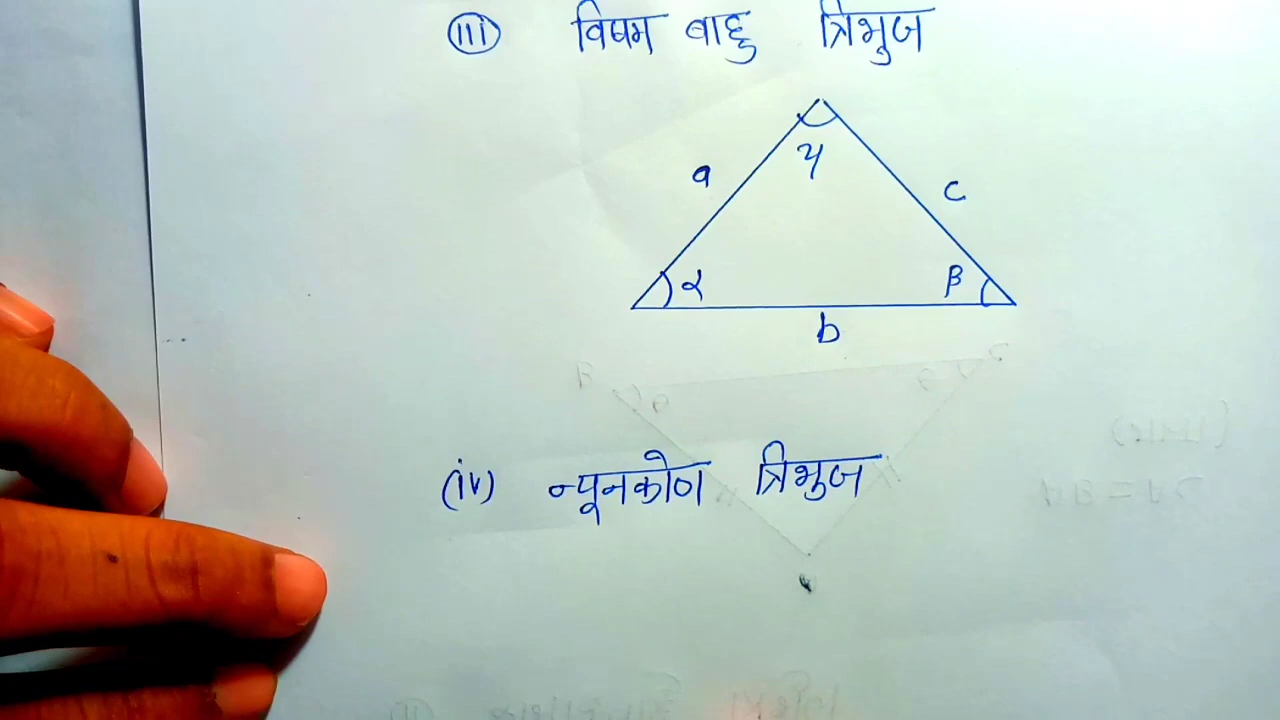 (iii) विषम बाहु त्रिभुज
a
y
c
α
β
b
(iv) न्यूनकोण त्रिभुज